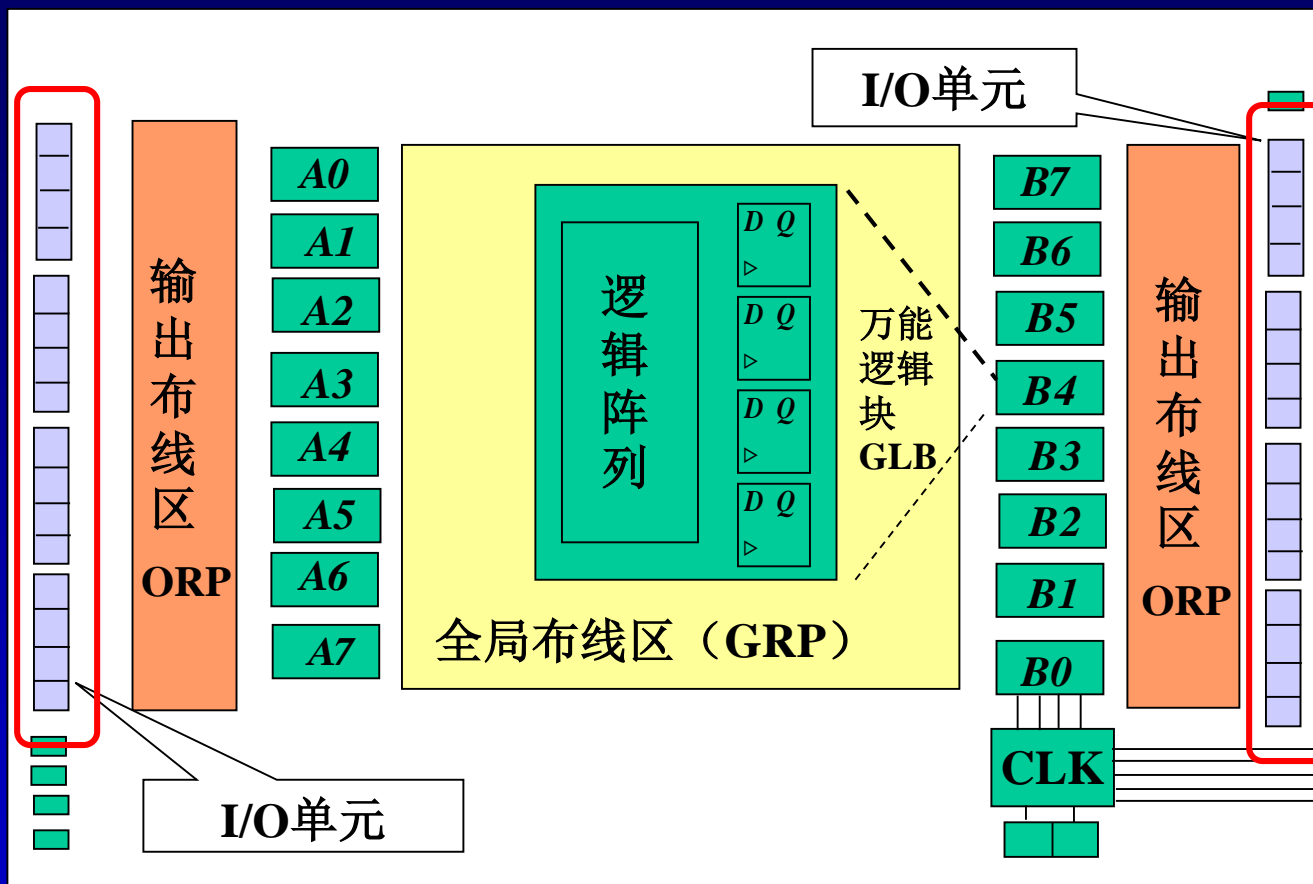 I/O单元
输出布线区
ORP
A0
A1
A2
A3
A4
A5
A6
A7
逻辑阵列
D Q
D Q
D Q
D Q
万能
逻辑
块
GLB
全局布线区（GRP）
B7
B6
B5
B4
B3
B2
B1
B0
CLK
输出布线区
ORP
I/O单元